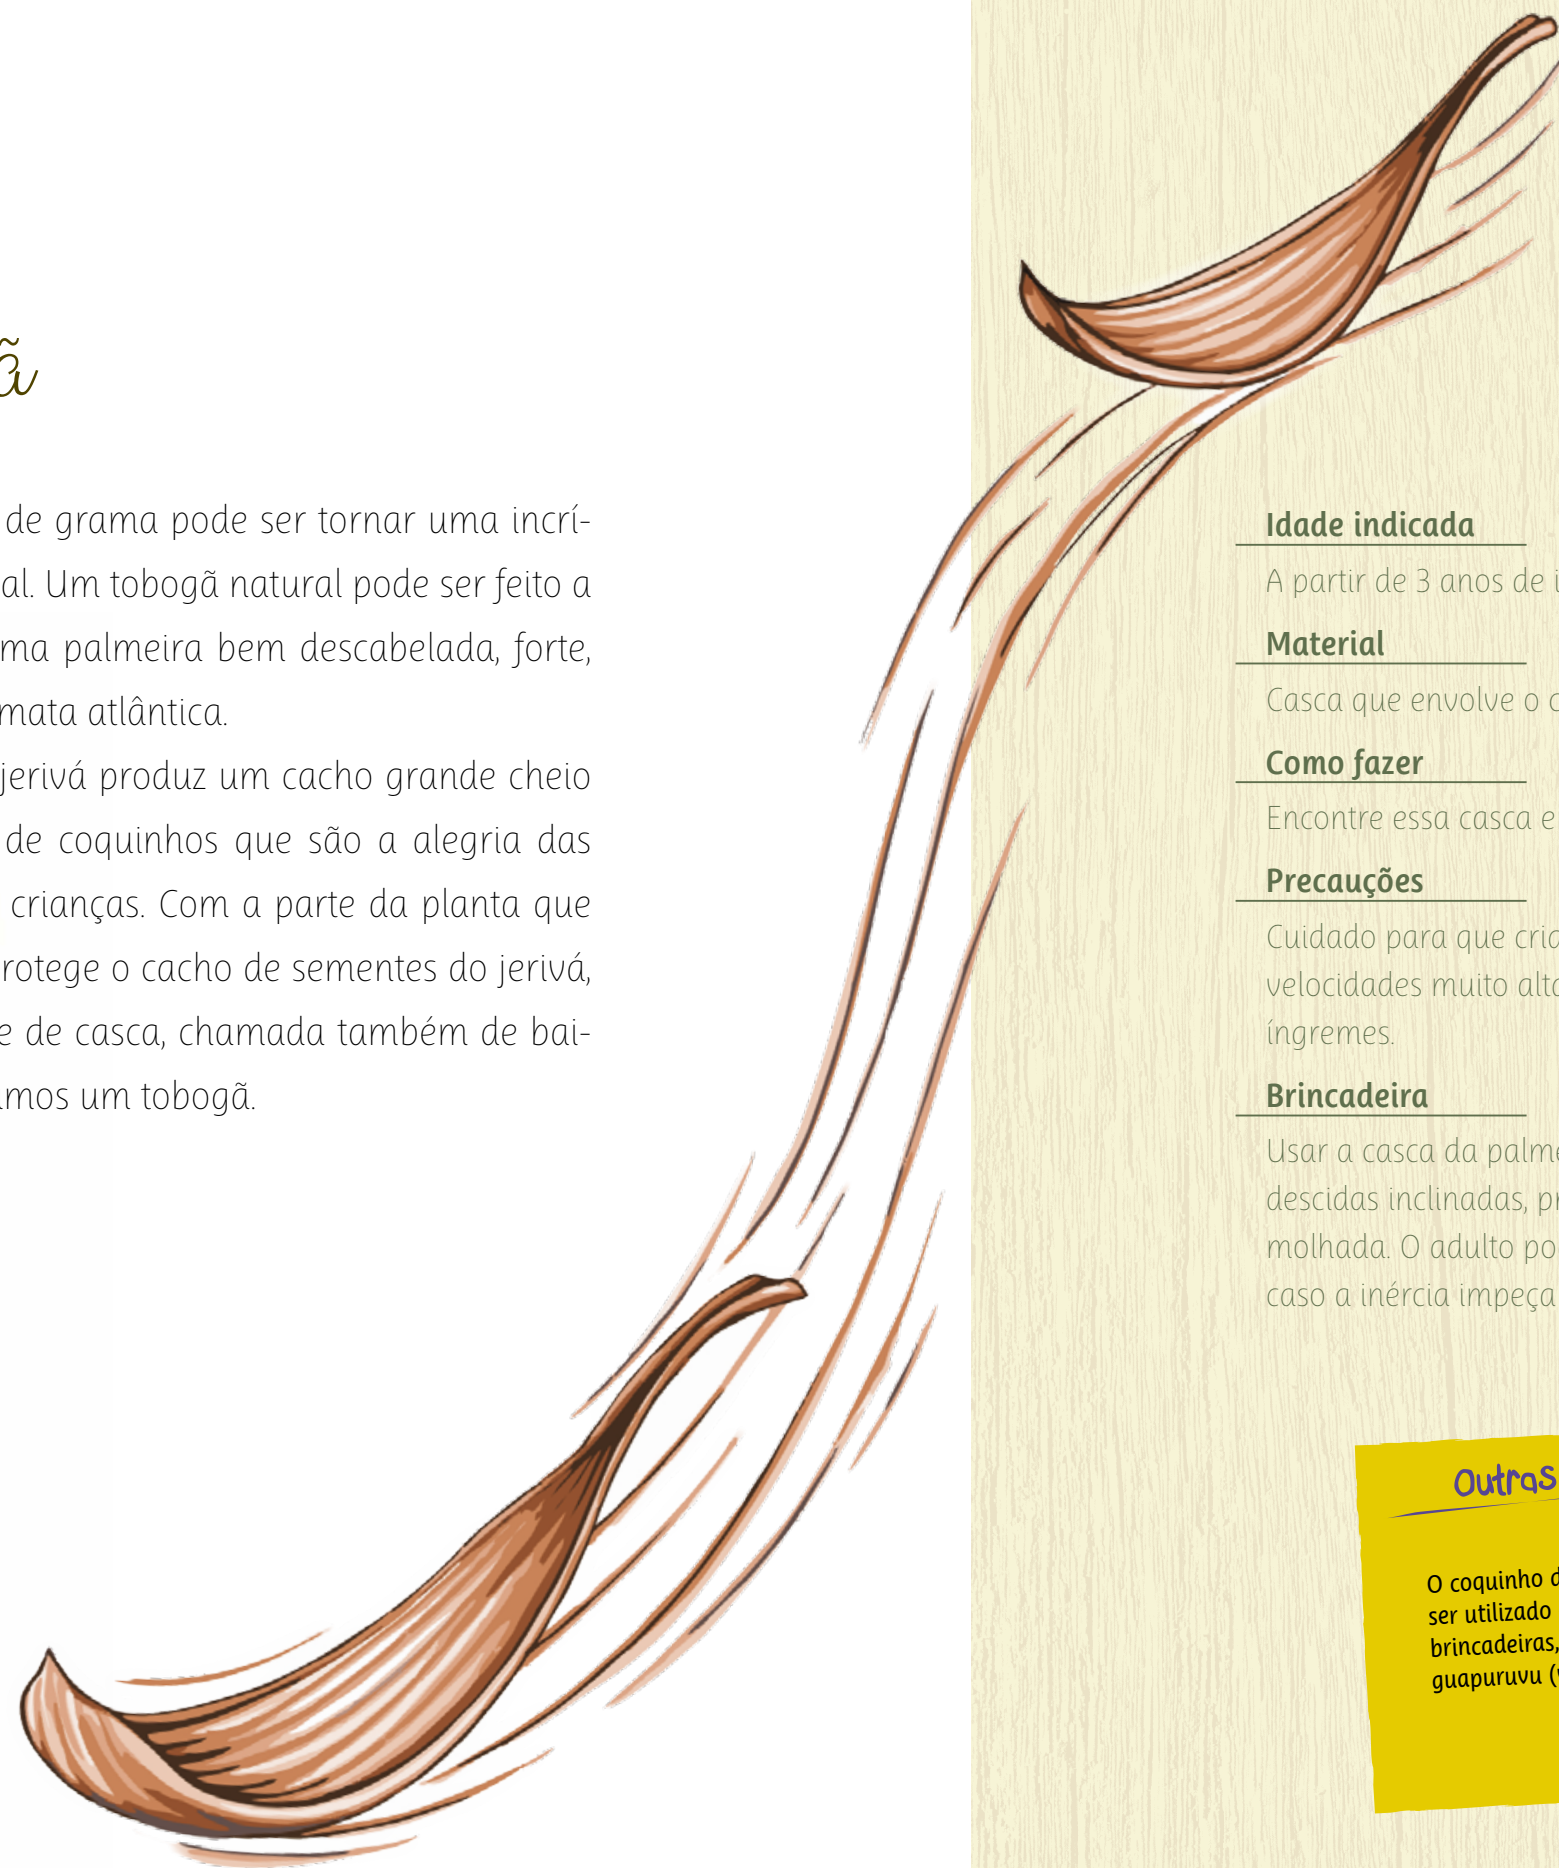 ã
de grama pode ser tornar uma incrí-
al. Um tobogã natural pode ser feito a
ma palmeira bem descabelada, forte,
mata atlântica.
jerivá produz um cacho grande cheio
de coquinhos que são a alegria das
crianças. Com a parte da planta que
rotege o cacho de sementes do jerivá,
e de casca, chamada também de bai-
mos um tobogã.
Idade indicada
A partir de 3 anos de i
Material
Casca que envolve o c
Como fazer
Encontre essa casca e
Precauções
Cuidado para que cria
velocidades muito alta
íngremes.
Brincadeira
Usar a casca da palme
descidas inclinadas, pr
molhada. O adulto po
caso a inércia impeça
Outras
O coquinho d
ser utilizado
brincadeiras,
guapuruvu (